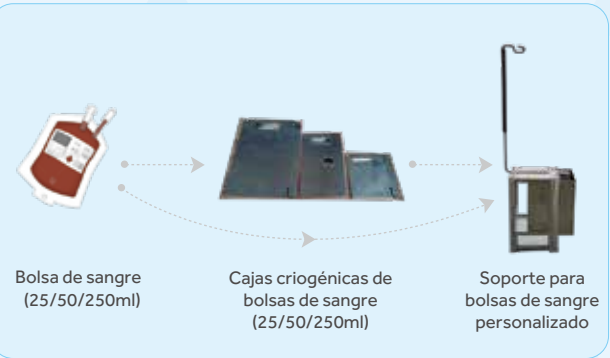 Bolsa de sangre
(25/50/250ml)
Cajas criogénicas de
bolsas de sangre
(25/50/250ml)
Soporte para
bolsas de sangre
personalizado